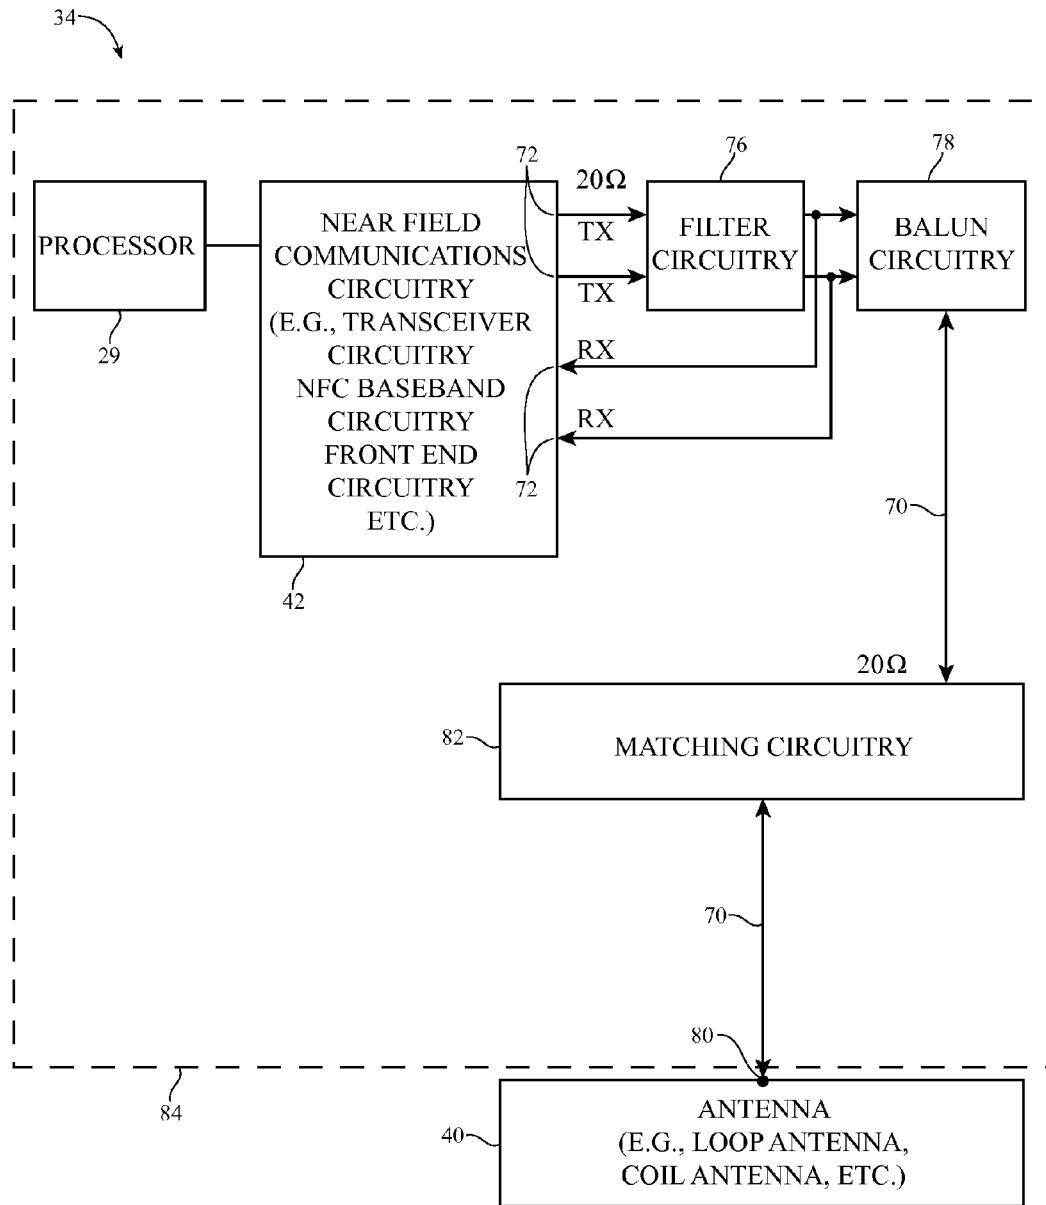 34
72
20Ω
76
78
PROCESSOR
NEAR FIELD
COMMUNICATIONS
CIRCUITRY
(E.G., TRANSCEIVER
CIRCUITRY
NFC BASEBAND
CIRCUITRY
FRONT END
CIRCUITRY
ETC.)
TX
TX
RX
RX
72
FILTER
CIRCUITRY
BALUN
CIRCUITRY
29
42
70
20Ω
82
MATCHING CIRCUITRY
70
80
84
40
ANTENNA
(E.G., LOOP ANTENNA,
COIL ANTENNA, ETC.)